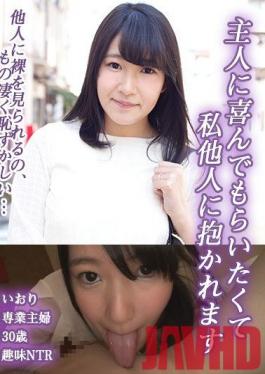 主人に喜んでもらいたくて
私他人に抱かれます
他人に裸を見られるの、
もの凄く恥ずかしい…
いおり
専業主婦
30歳
趣味NTR
JAVHD